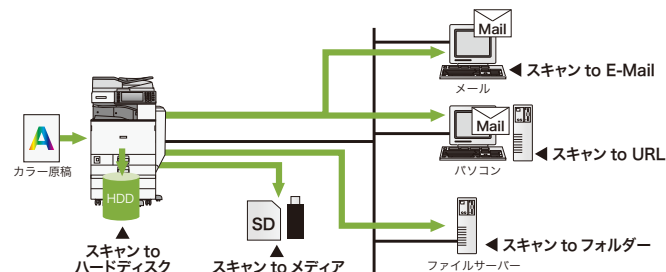 Mail
◀ スキャン to E-Mail
メール
A
カラー原稿
Mail
◀ スキャン to URL
パソコン
HDD
SD
▲
スキャン to
ハードディスク
▲
スキャン to メディア
◀ スキャン to フォルダー
ファイルサーバー